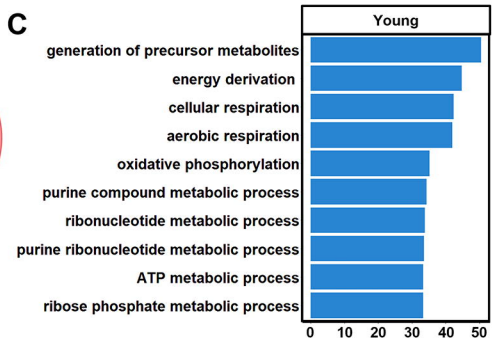 C
Young
generation of precursor metabolites
energy derivation
cellular respiration
aerobic respiration
oxidative phosphorylation
purine compound metabolic process
ribonucleotide metabolic process
purine ribonucleotide metabolic process
ATP metabolic process
ribose phosphate metabolic process
0 10 20 30 40 50